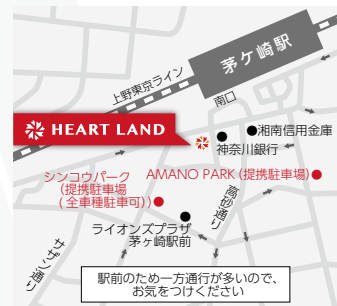 茅ケ崎駅
上野東京ライン
南口
HEART LAND
湘南信用金庫
神奈川銀行
シンコウパーク
(提携駐車場
(全車種駐車可))
AMANO PARK (提携駐車場)
高砂通り
ライオンズプラザ
茅ヶ崎駅前
サザン通り
駅前のため一方通行が多いので、
お気をつけください